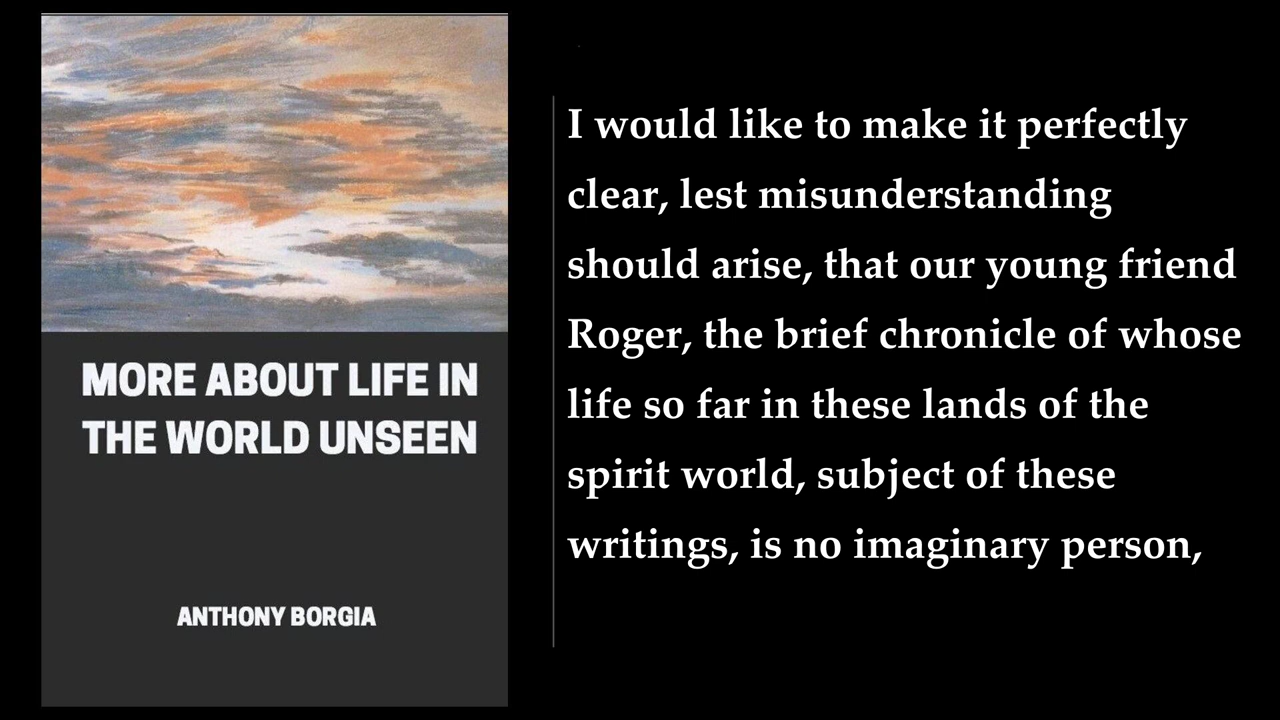 MORE ABOUT LIFE IN
THE WORLD UNSEEN
ANTHONY BORGIA
I would like to make it perfectly
clear, lest misunderstanding
should arise, that our young friend
Roger, the brief chronicle of whose
life so far in these lands of the
spirit world, subject of these
writings, is no imaginary person,